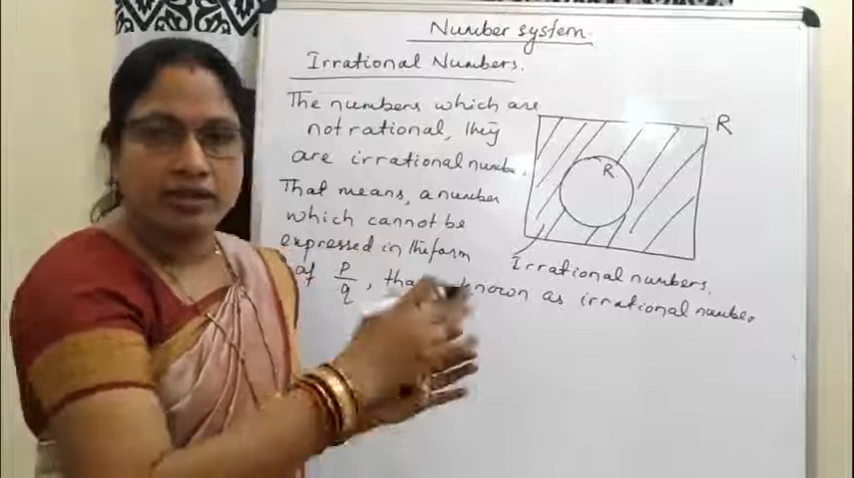 Number system.
Irrational Numbers.
The numbers which are
not rational, they
are irrational numbe.
That means, a number
which cannot be
expressed in the form
of p/q, known as irrational number
R
R
Irrational numbers.